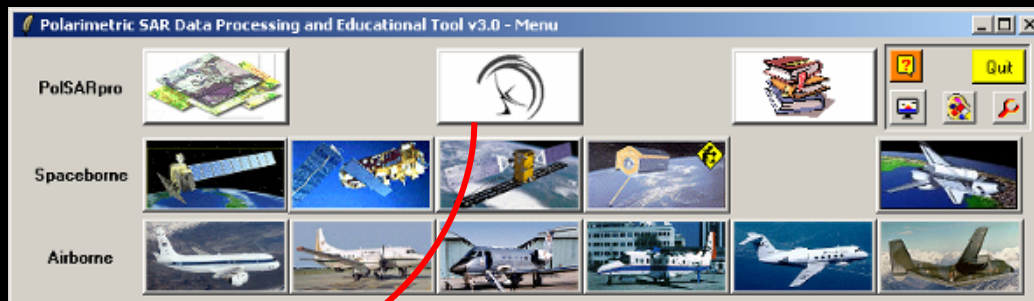 Polarimetric SAR Data Processing and Educational Tool v3.0 - Menu
PolSARpro
? Quit
Spaceborne
Airborne